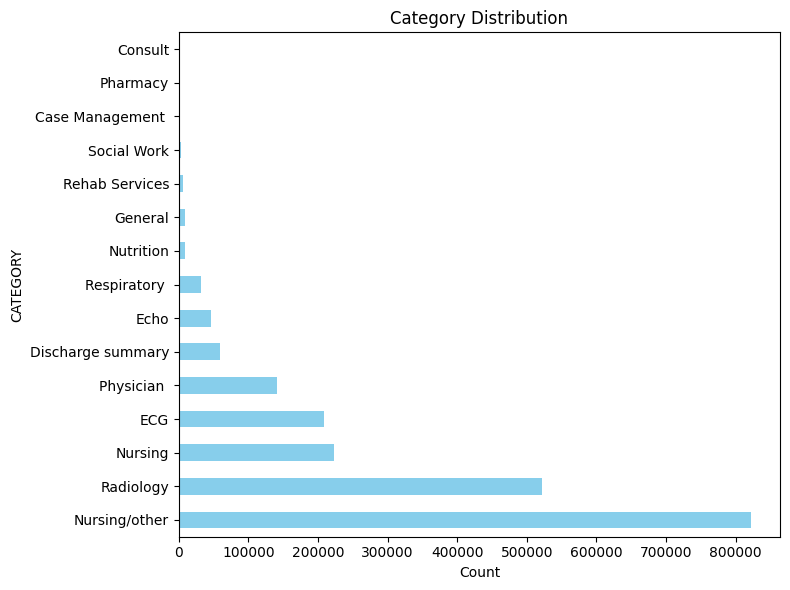 Category Distribution
CATEGORY
Consult
Pharmacy
Case Management
Social Work
Rehab Services
General
Nutrition
Respiratory
Echo
Discharge summary
Physician
ECG
Nursing
Radiology
Nursing/other
0 100000 200000 300000 400000 500000 600000 700000 800000
Count